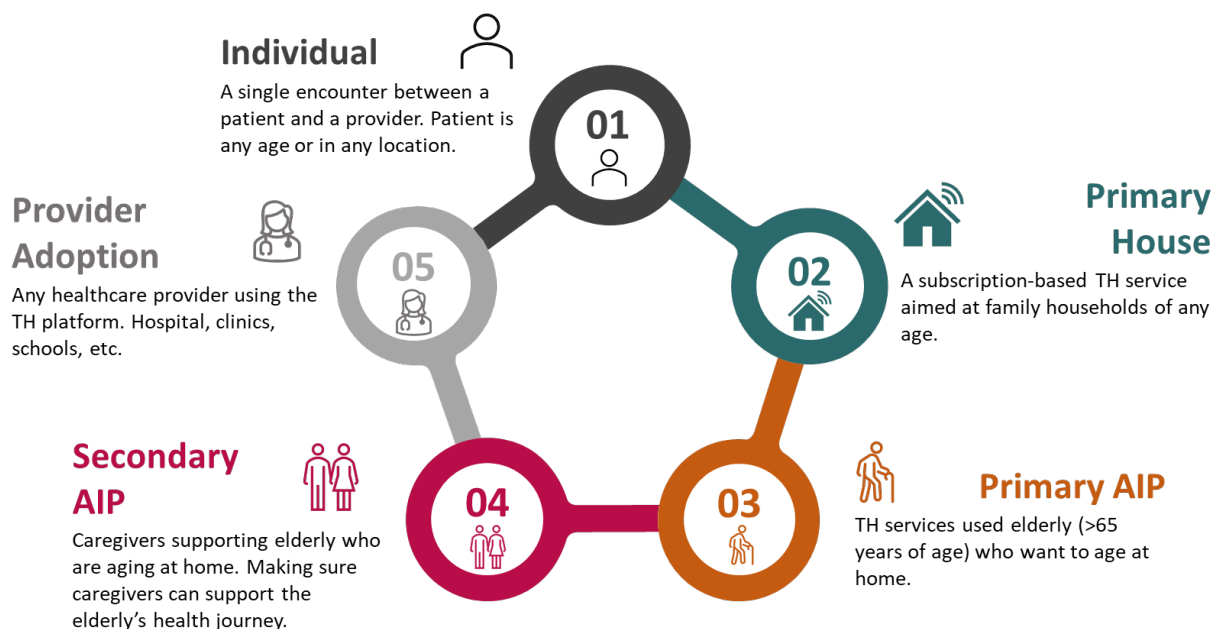 Individual
A single encounter between a
patient and a provider. Patient is
any age or in any location.
01
Primary
House
A subscription-based TH service
aimed at family households of any
age.
02
Primary AIP
TH services used elderly (>65
years of age) who want to age at
home.
03
Secondary
AIP
Caregivers supporting elderly who
are aging at home. Making sure
caregivers can support the
elderly’s health journey.
04
Provider
Adoption
Any healthcare provider using the
TH platform. Hospital, clinics,
schools, etc.
05